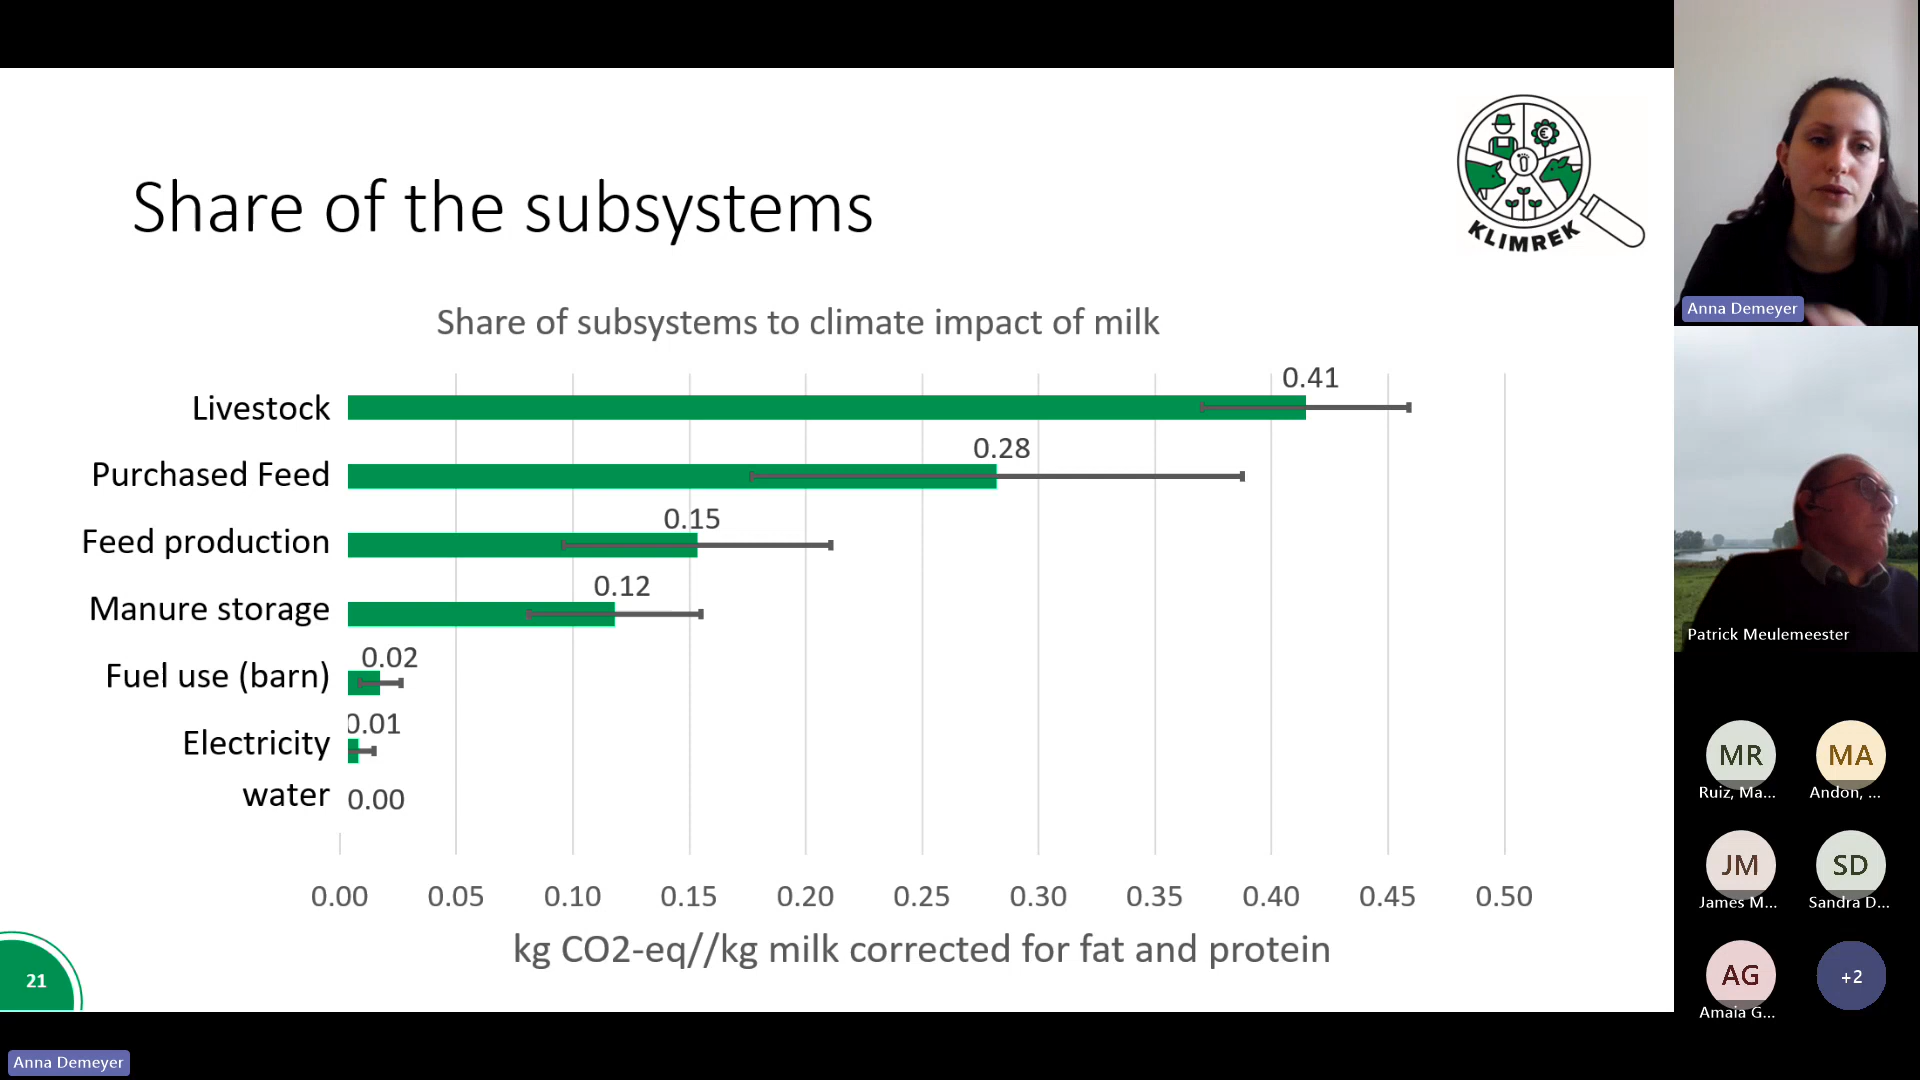 Share of the subsystems
KLIMREK
Share of subsystems to climate impact of milk
Livestock
0.41
Purchased Feed
0.28
Feed production
0.15
Manure storage
0.12
Fuel use (barn)
0.02
Electricity
0.01
water
0.00
0.00 0.05 0.10 0.15 0.20 0.25 0.30 0.35 0.40 0.45 0.50
kg CO2-eq//kg milk corrected for fat and protein
21
Anna Demeyer
Anna Demeyer
Patrick Meulemeester
MR MA
Ruiz, Ma... Andon, ...
JM SD
James M... Sandra D...
AG +2
Amaia G...